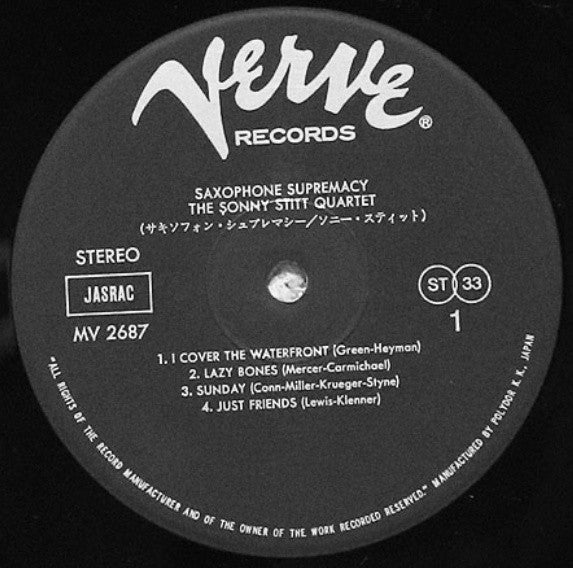 Verve
RECORDS ®
SAXOPHONE SUPREMACY
THE SONNY STITT QUARTET
(サキソフォン・シュプレマシー/ソニー・スティット)
STEREO
JASRAC
MV 2687
ST 33
1
1. I COVER THE WATERFRONT (Green-Heyman)
2. LAZY BONES (Mercer-Carmichael)
3. SUNDAY (Conn-Miller-Krueger-Styne)
4. JUST FRIENDS (Lewis-Klenner)
"ALL RIGHTS OF THE RECORD MANUFACTURER AND OF THE OWNER OF THE WORK RECORDED RESERVED." MANUFACTURED BY POLYDOR K. K., JAPAN